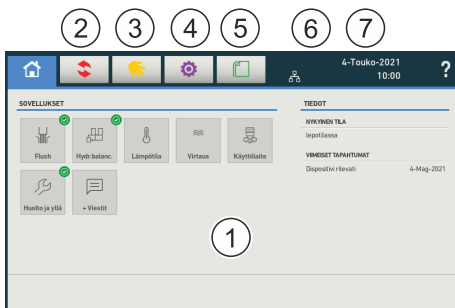 2 3 4 5 6 7
4-Touko-2021
10:00
?
SOVELLUKSET
TIEDOT
NYKYINEN TILA
lepotilassa
VIIMEISET TAPAHTUMAT
Dispositivi rilevati 4-Mag-2021
Flush Hydr.balanc. Lämpötila Virtaus Käyttölaite
Huolto ja yllä + Viestit
1